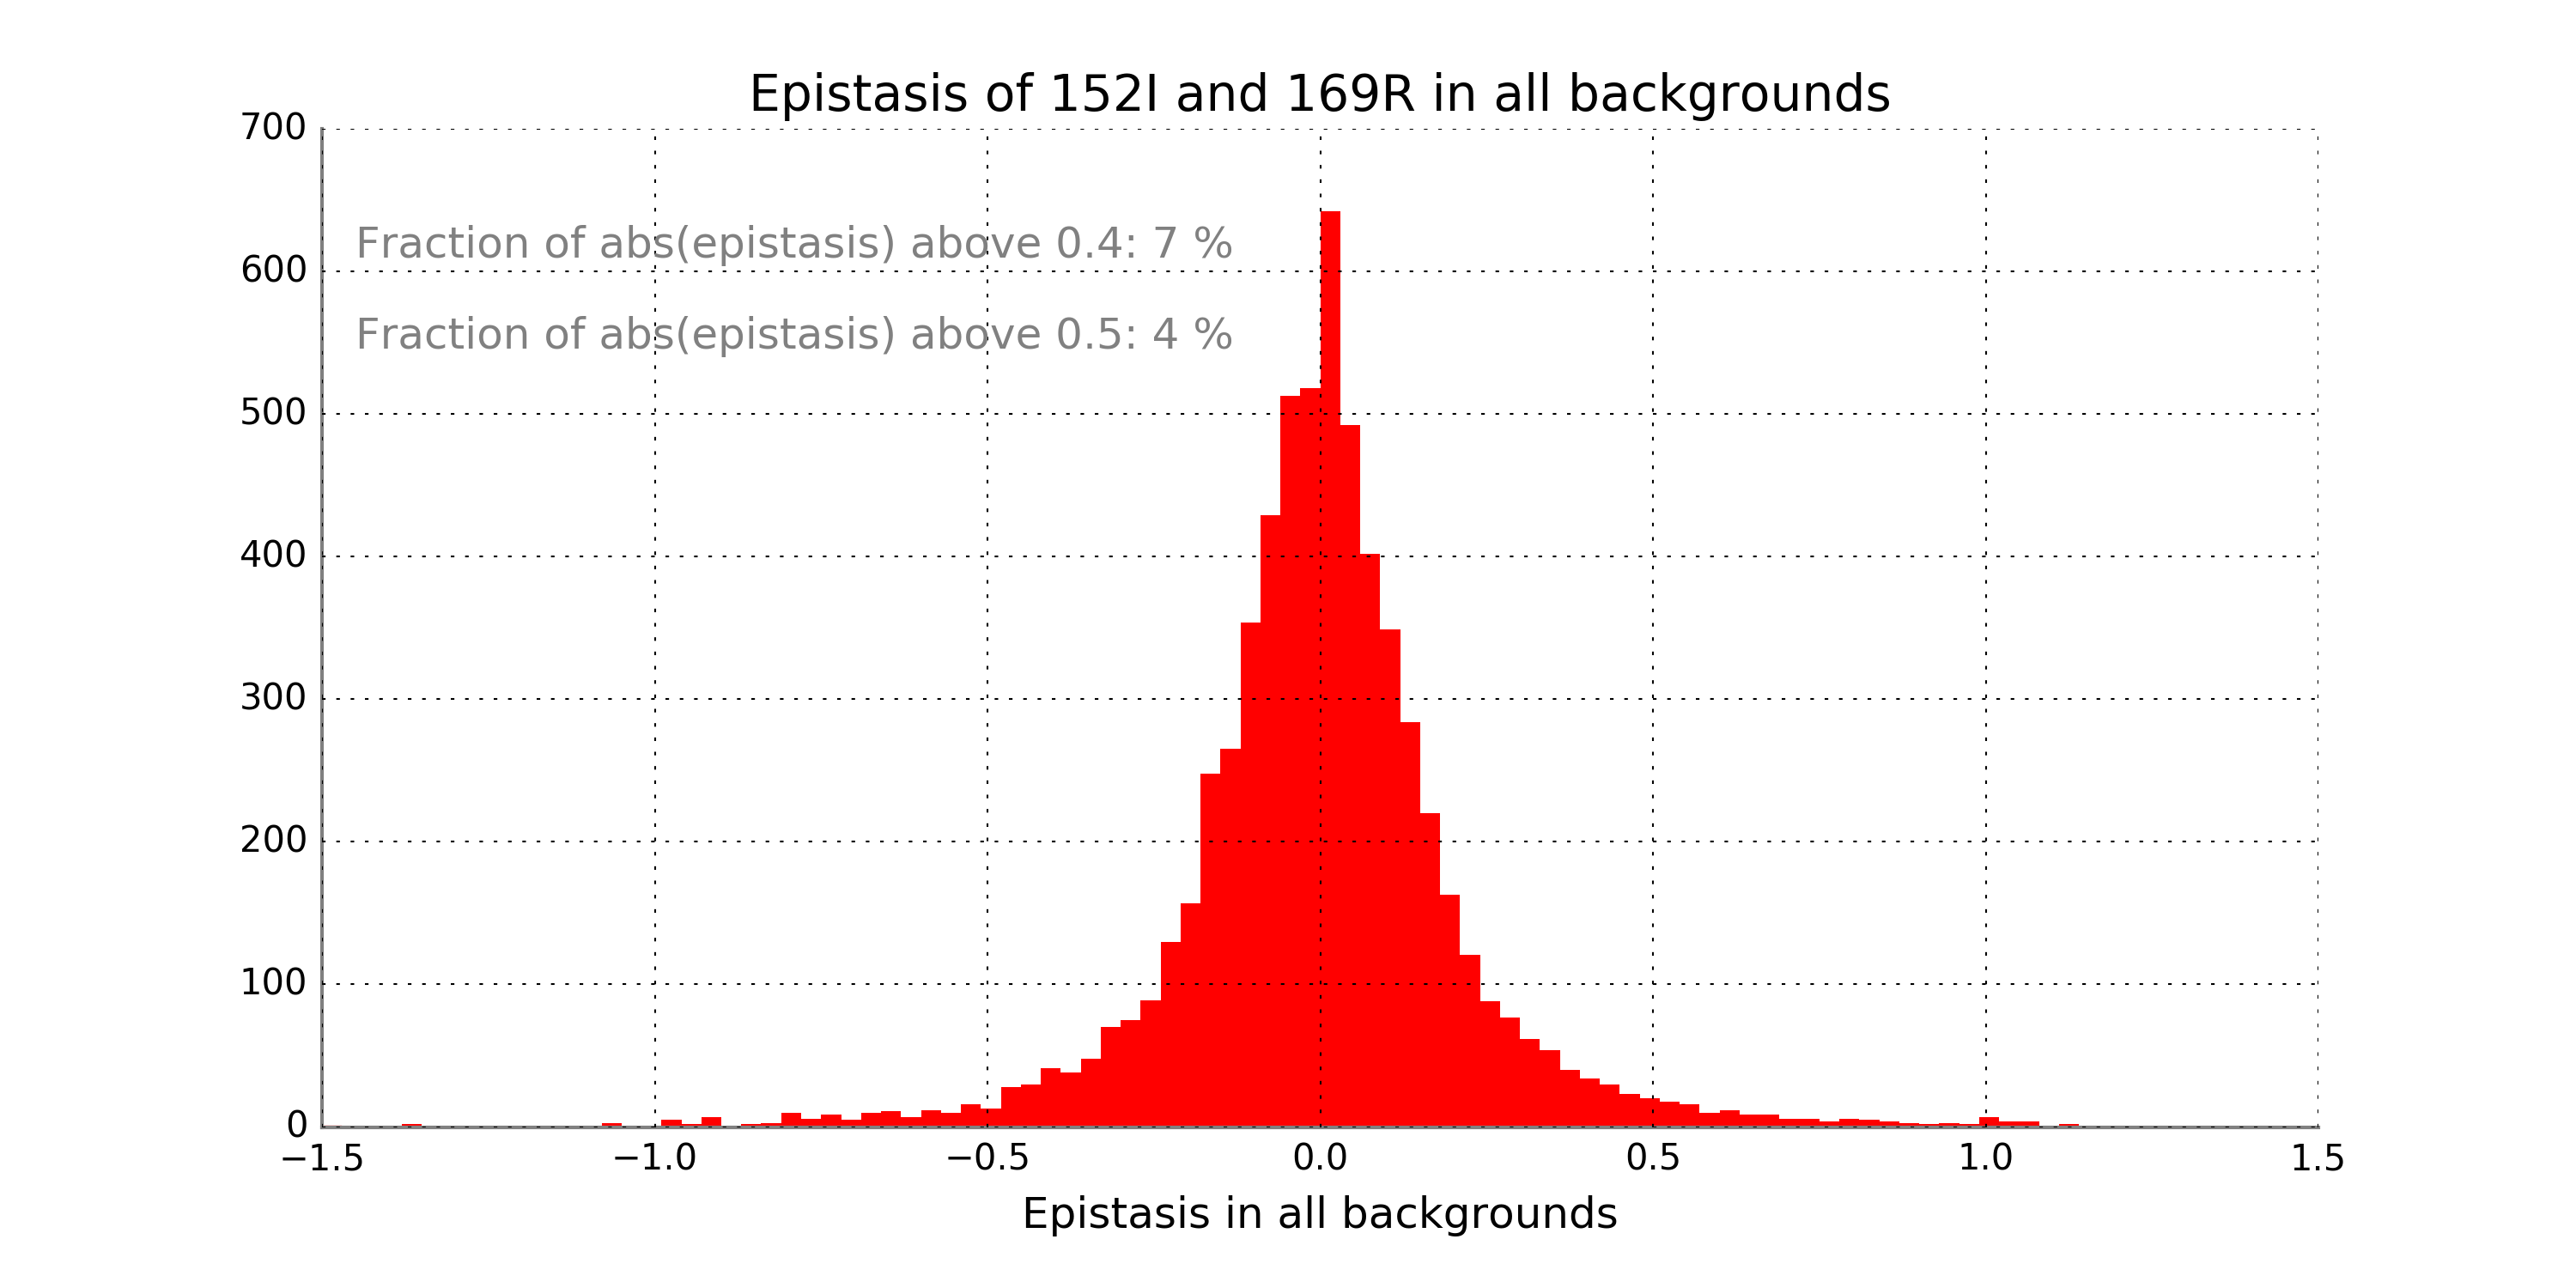 Epistasis of 152I and 169R in all backgrounds
700
Fraction of abs(epistasis) above 0.4: 7 %
600
Fraction of abs(epistasis) above 0.5: 4 %
500
400
300
200
100
0
−1.5 −1.0 −0.5 0.0 0.5 1.0 1.5
Epistasis in all backgrounds